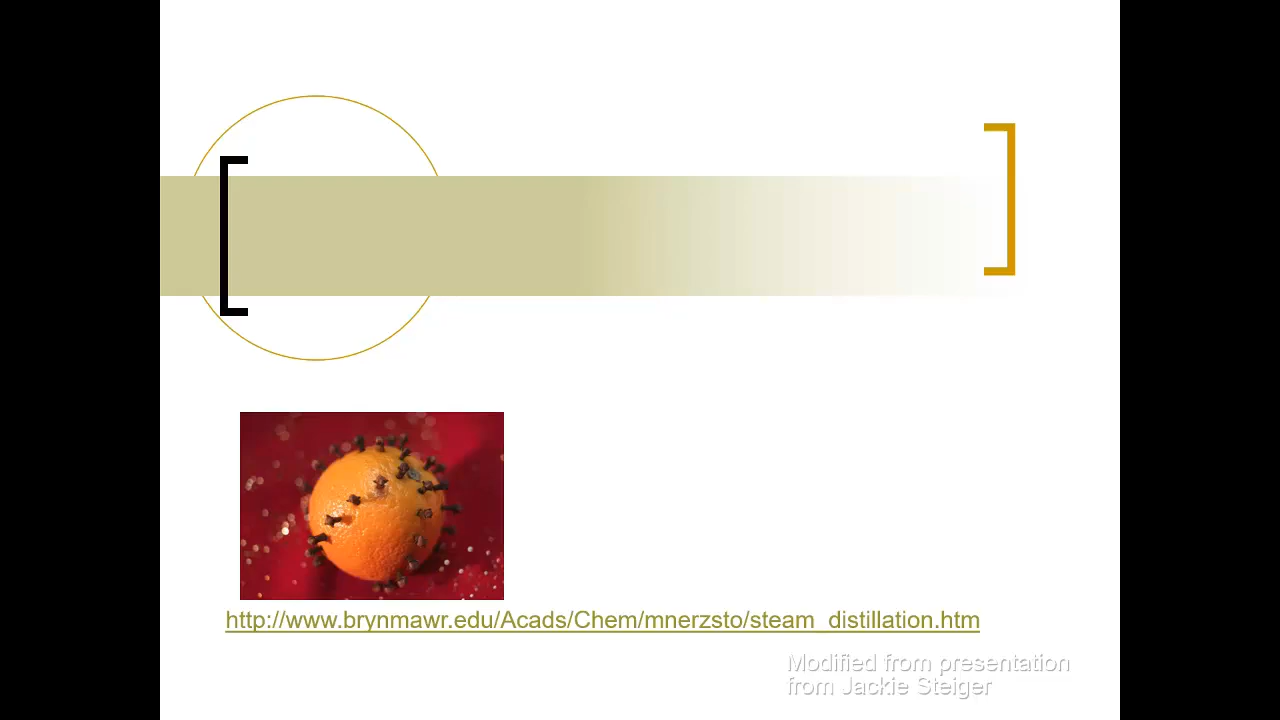 http://www.brynmawr.edu/Acads/Chem/mnerzsto/steam_distillation.htm
Modified from presentation
from Jackie Steiger